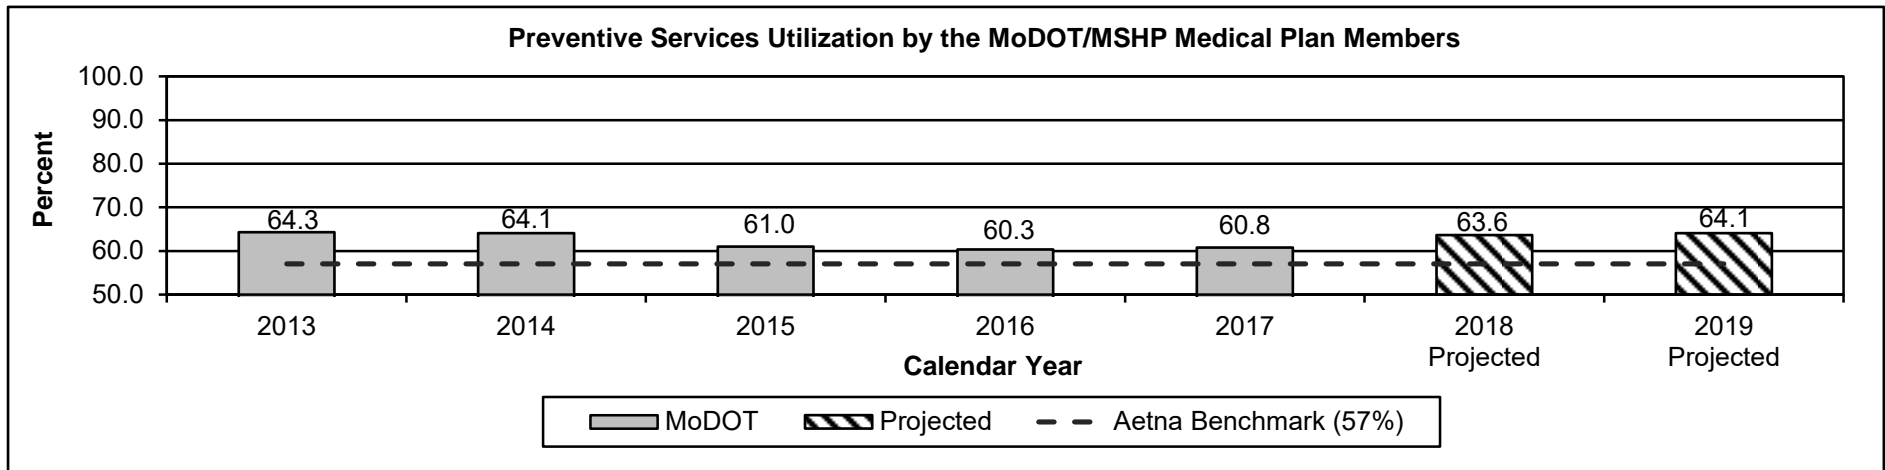 Preventive Services Utilization by the MoDOT/MSHP Medical Plan Members
Percent
100.0
90.0
80.0
70.0
60.0
50.0
64.3
64.1
61.0
60.3
60.8
63.6
64.1
2013
2014
2015
2016
2017
2018
Projected
2019
Projected
Calendar Year
MoDOT
Projected
Aetna Benchmark (57%)